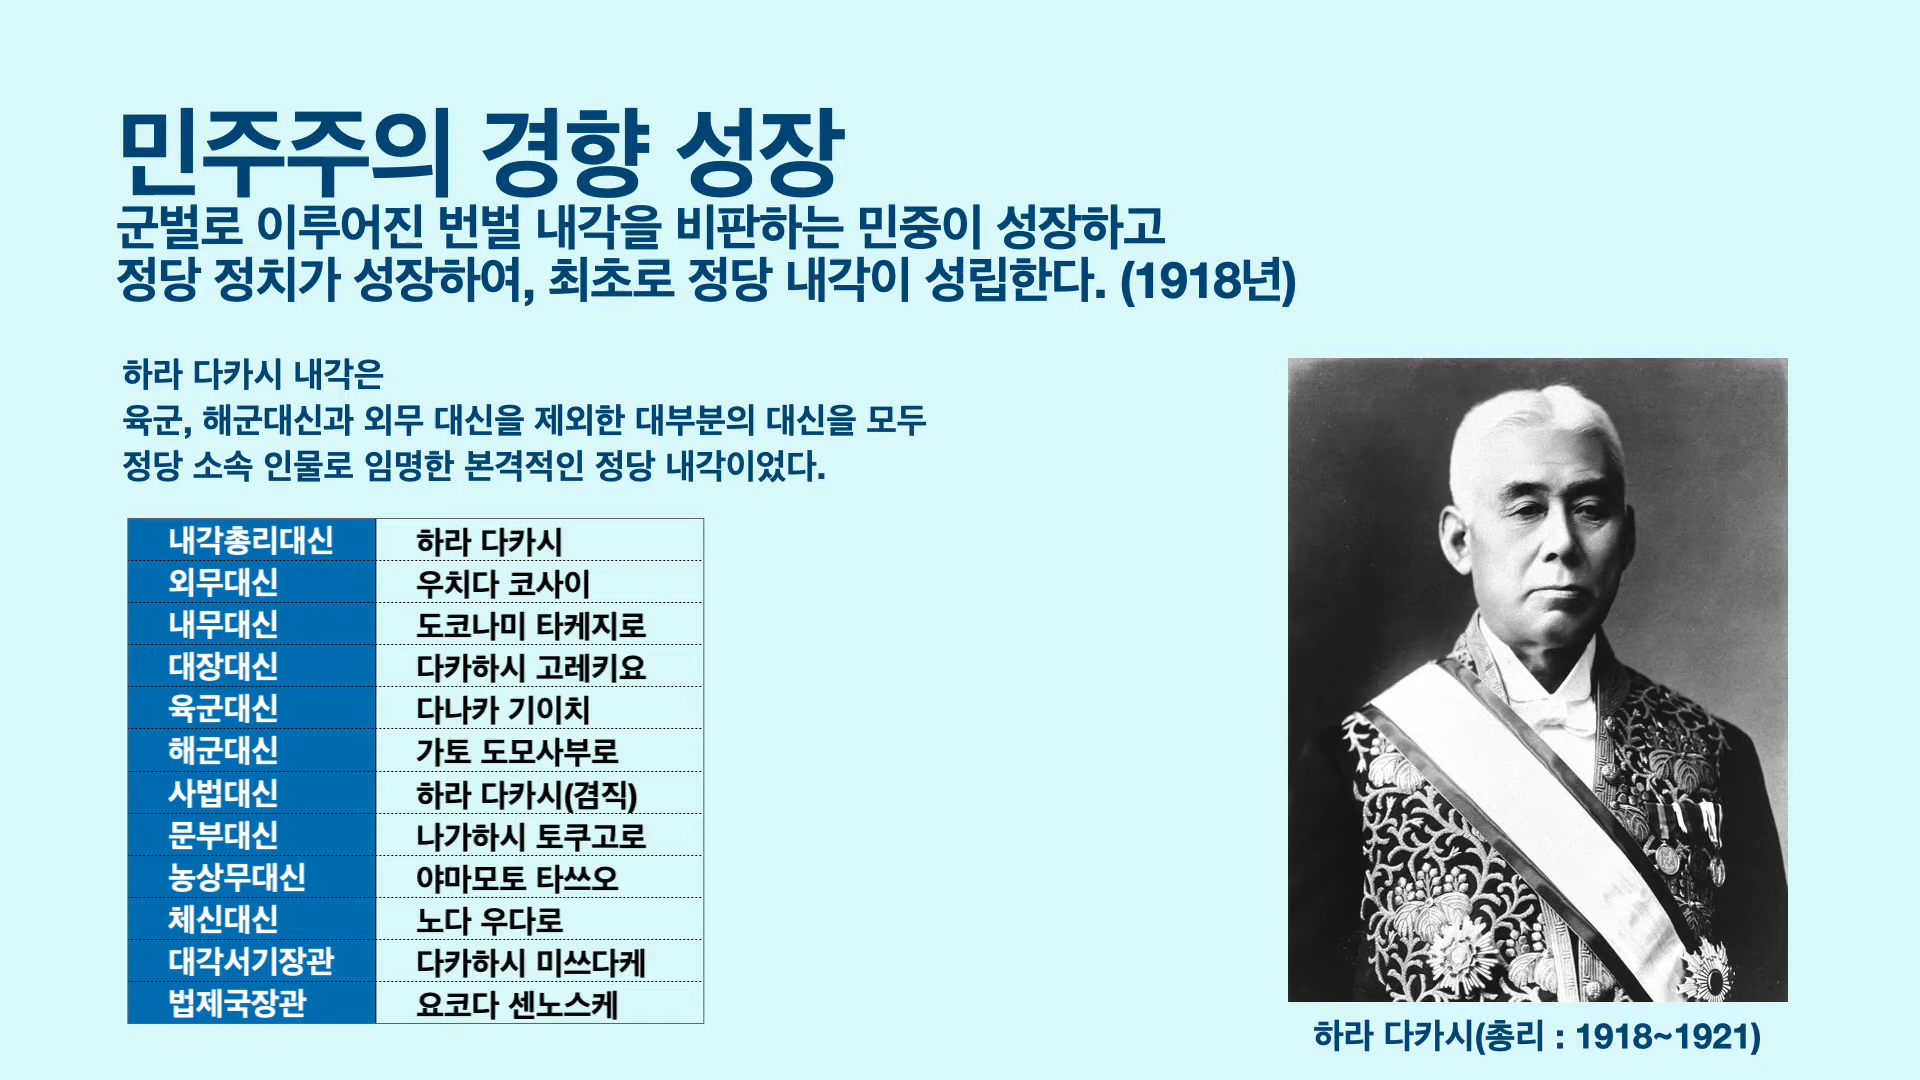 민주주의 경향 성장
군벌로 이루어진 번벌 내각을 비판하는 민중이 성장하고
정당 정치가 성장하여, 최초로 정당 내각이 성립한다. (1918년)
하라 다카시 내각은
육군, 해군대신과 외무 대신을 제외한 대부분의 대신을 모두
정당 소속 인물로 임명한 본격적인 정당 내각이었다.
내각총리대신 하라 다카시
외무대신 우치다 코사이
내무대신 도코나미 타케지로
대장대신 다카하시 고레키요
육군대신 다나카 기이치
해군대신 가토 도모사부로
사법대신 하라 다카시(겸직)
문부대신 나가하시 토쿠고로
농상무대신 야마모토 타쓰오
체신대신 노다 우다로
대각서기장관 다카하시 미쓰다케
법제국장관 요코다 센노스케
하라 다카시(총리 : 1918~1921)